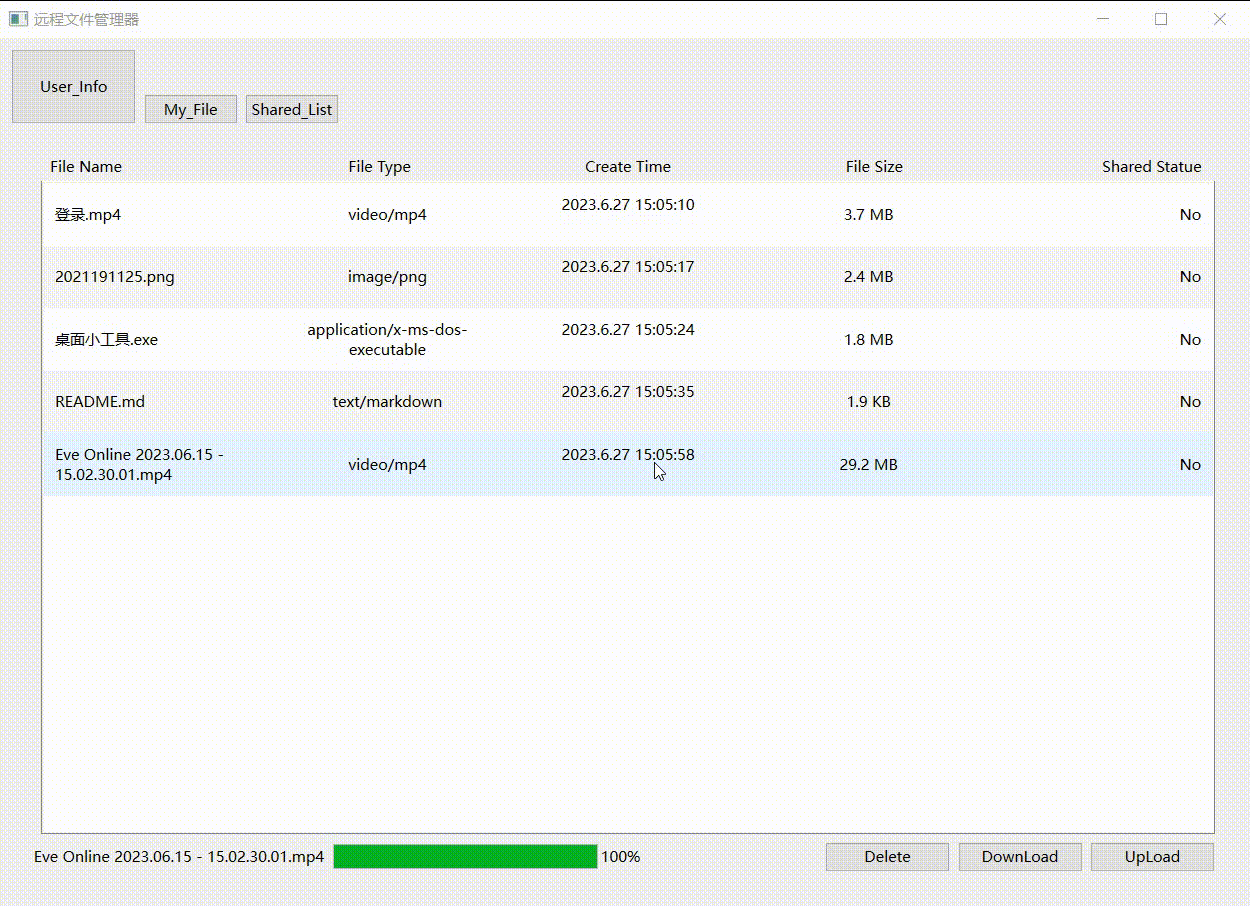 远程文件管理器
User_Info
My_File
Shared_List
File Name File Type Create Time File Size Shared Statue
登录.mp4 video/mp4 2023.6.27 15:05:10 3.7 MB No
2021191125.png image/png 2023.6.27 15:05:17 2.4 MB No
桌面小工具.exe application/x-ms-dos-executable 2023.6.27 15:05:24 1.8 MB No
README.md text/markdown 2023.6.27 15:05:35 1.9 KB No
Eve Online 2023.06.15 -
15.02.30.01.mp4 video/mp4 2023.6.27 15:05:58 29.2 MB No
Eve Online 2023.06.15 - 15.02.30.01.mp4 100% Delete DownLoad UpLoad